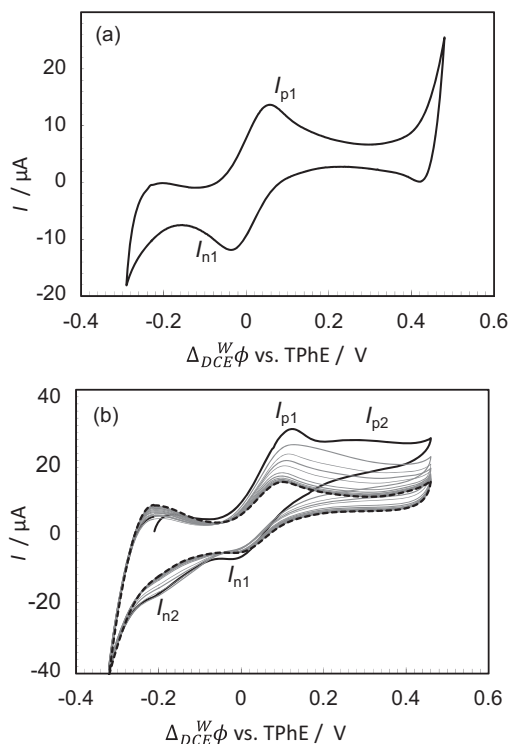 (a)
20
10
0
-10
-20
I / μA
I_p1
I_n1
-0.4 -0.2 0 0.2 0.4 0.6
Δ_DCE^W ϕ vs. TPhE / V
(b)
40
20
0
-20
-40
I / μA
I_p1
I_p2
I_n1
I_n2
-0.4 -0.2 0 0.2 0.4 0.6
Δ_DCE^W ϕ vs. TPhE / V